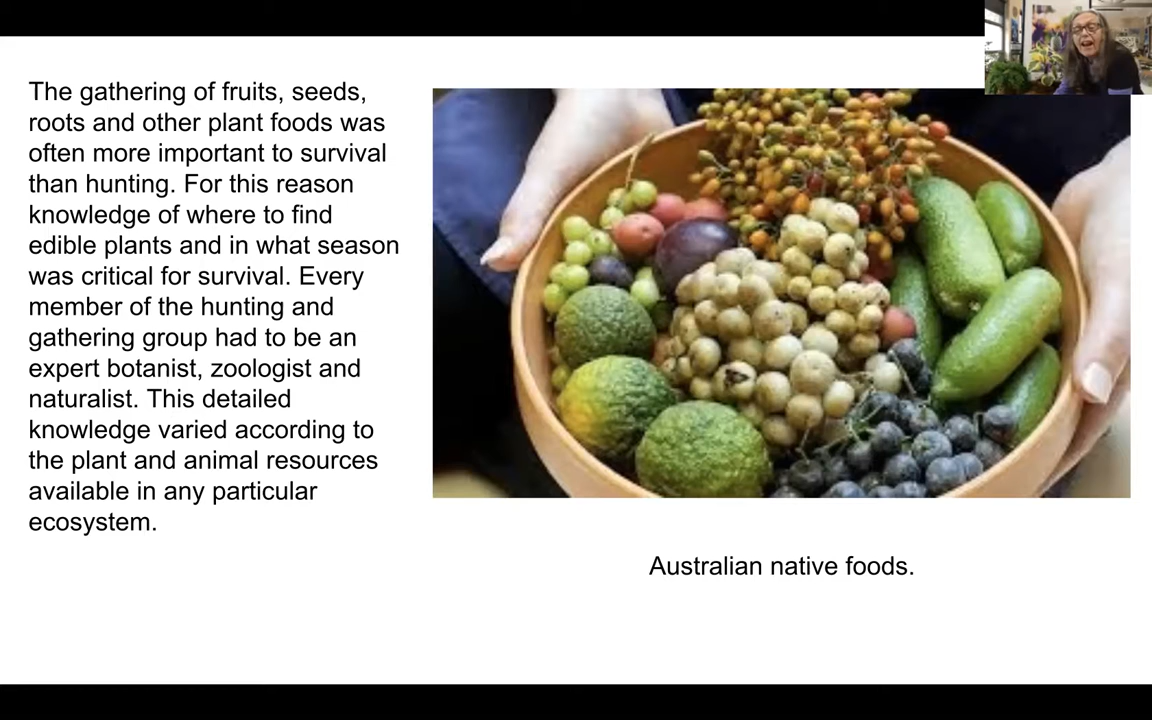 The gathering of fruits, seeds,
roots and other plant foods was
often more important to survival
than hunting. For this reason
knowledge of where to find
edible plants and in what season
was critical for survival. Every
member of the hunting and
gathering group had to be an
expert botanist, zoologist and
naturalist. This detailed
knowledge varied according to
the plant and animal resources
available in any particular
ecosystem.
Australian native foods.